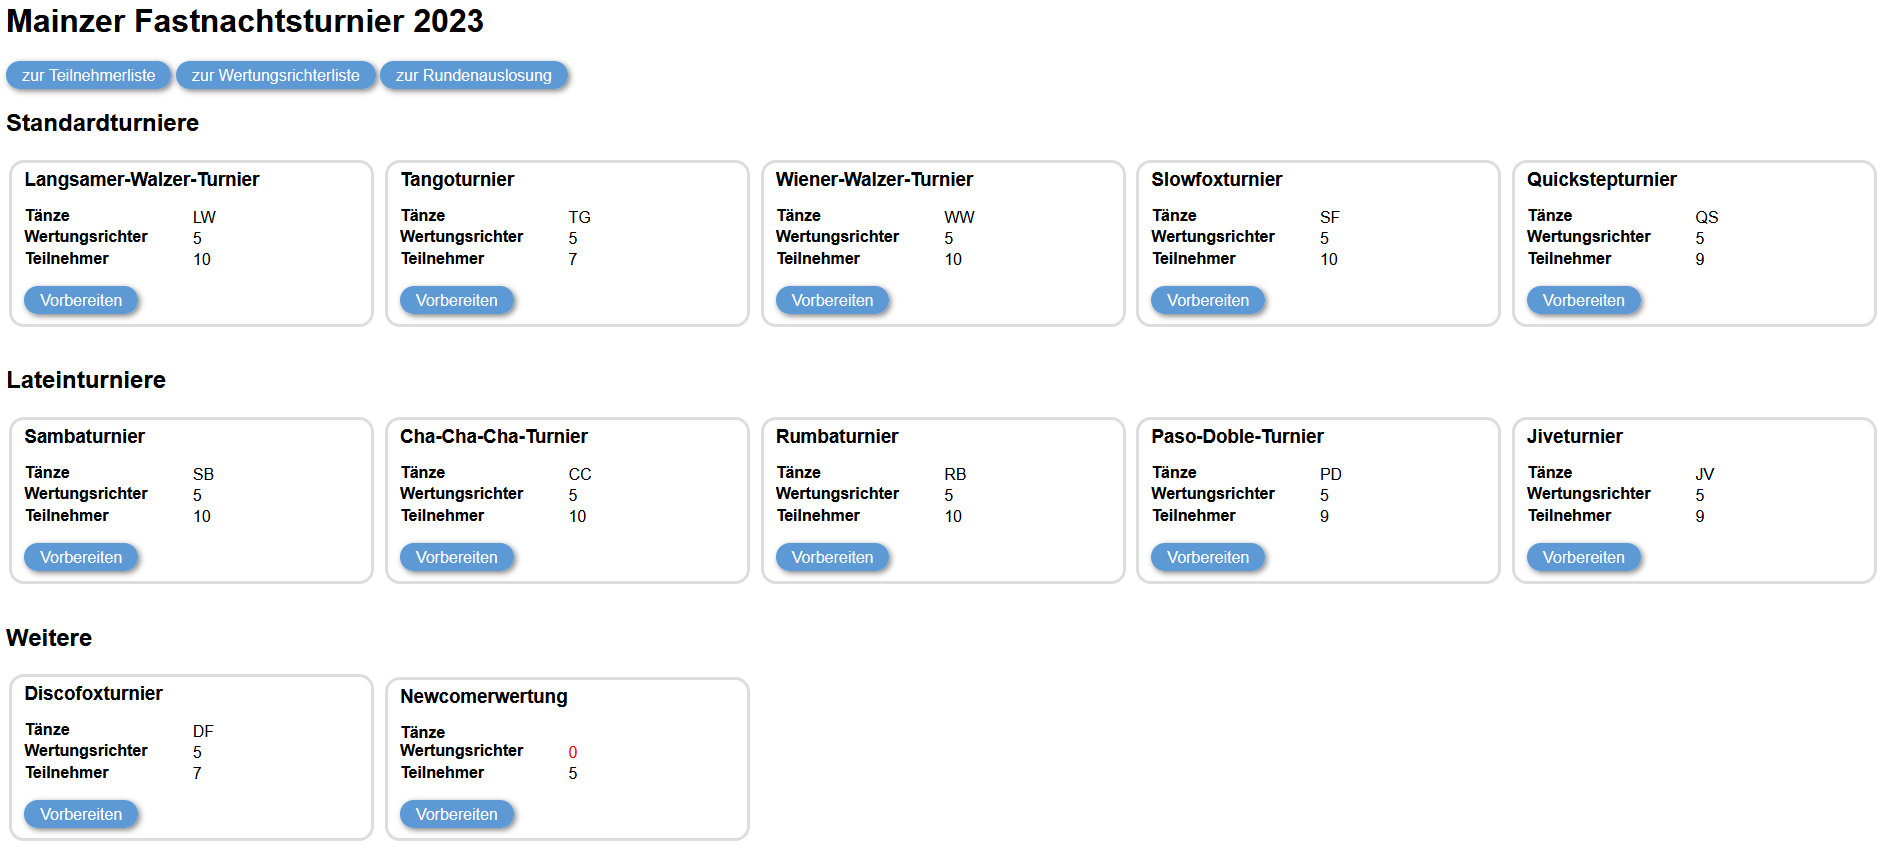 Mainzer Fastnachtsturnier 2023
zur Teilnehmerliste zur Wertungsrichterliste zur Rundenauslosung
Standardturniere
Langsamer-Walzer-Turnier
Tänze LW
Wertungsrichter 5
Teilnehmer 10
Vorbereiten
Tangoturnier
Tänze TG
Wertungsrichter 5
Teilnehmer 7
Vorbereiten
Wiener-Walzer-Turnier
Tänze WW
Wertungsrichter 5
Teilnehmer 10
Vorbereiten
Slowfoxturnier
Tänze SF
Wertungsrichter 5
Teilnehmer 10
Vorbereiten
Quickstepturnier
Tänze QS
Wertungsrichter 5
Teilnehmer 9
Vorbereiten
Lateinturniere
Sambaturnier
Tänze SB
Wertungsrichter 5
Teilnehmer 10
Vorbereiten
Cha-Cha-Cha-Turnier
Tänze CC
Wertungsrichter 5
Teilnehmer 10
Vorbereiten
Rumbaturnier
Tänze RB
Wertungsrichter 5
Teilnehmer 10
Vorbereiten
Paso-Doble-Turnier
Tänze PD
Wertungsrichter 5
Teilnehmer 9
Vorbereiten
Jiveturnier
Tänze JV
Wertungsrichter 5
Teilnehmer 9
Vorbereiten
Weitere
Discofoxturnier
Tänze DF
Wertungsrichter 5
Teilnehmer 7
Vorbereiten
Newcomerwertung
Tänze
Wertungsrichter 0
Teilnehmer 5
Vorbereiten